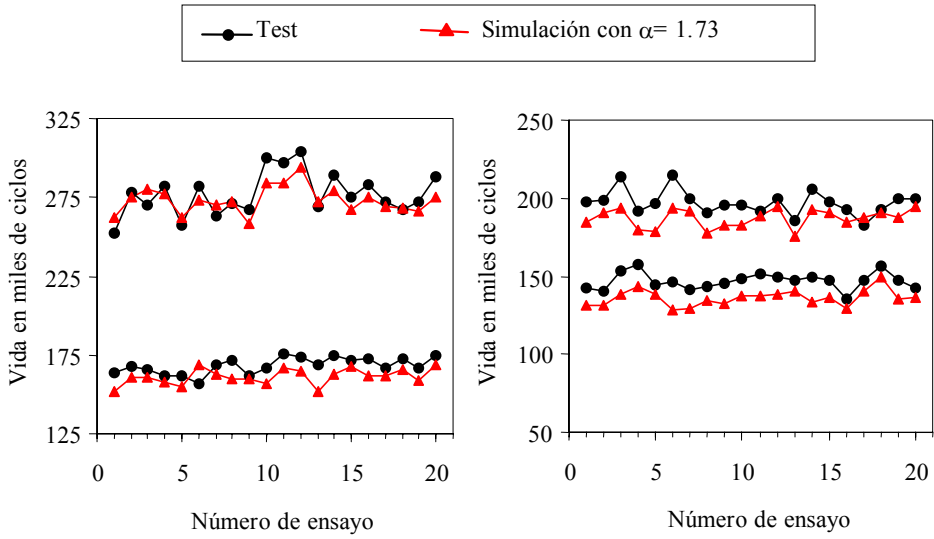 Test
Simulación con α= 1.73
325
275
225
175
125
0 5 10 15 20
Vida en miles de ciclos
Número de ensayo
250
200
150
100
50
0 5 10 15 20
Vida en miles de ciclos
Número de ensayo